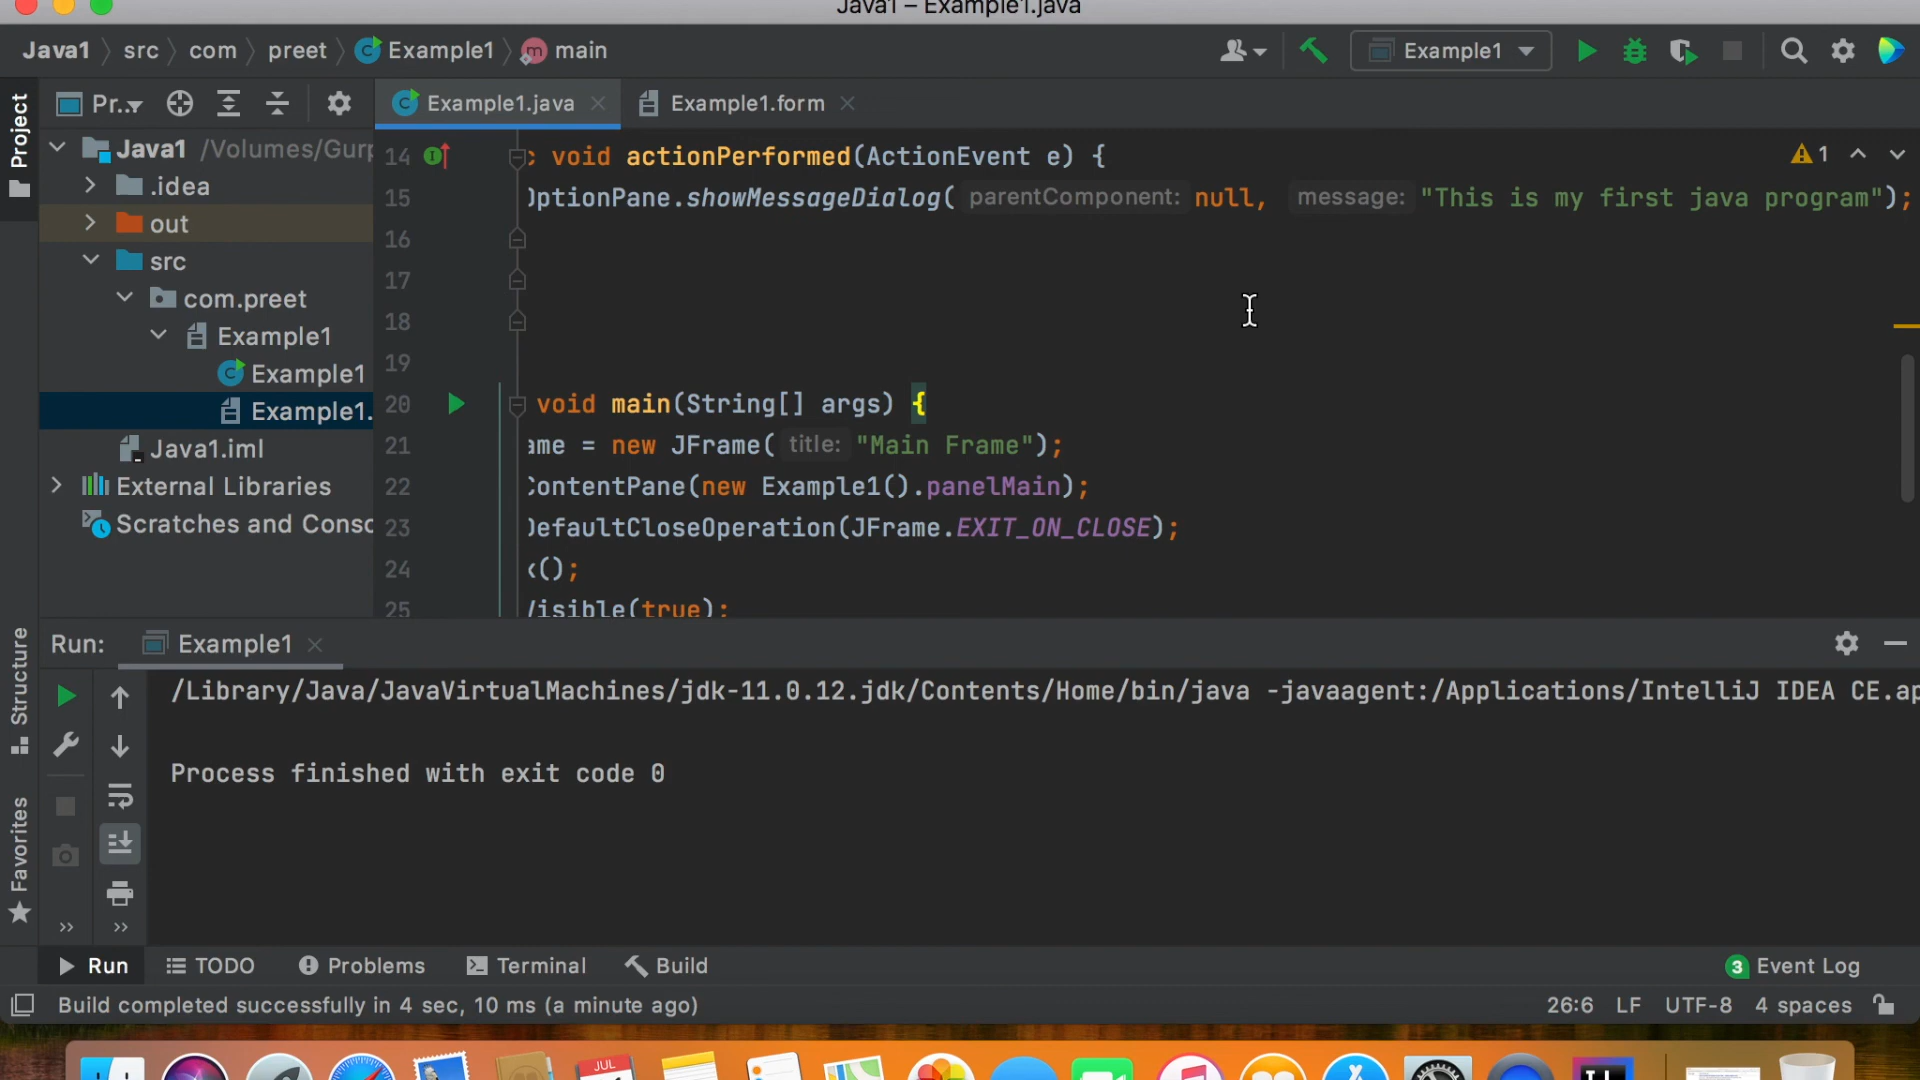 Java1 – Example1.java
Java1 src com preet Example1 main
Example1
Project
Pr...
Example1.java
Example1.form
Java1 /Volumes/Gurp
.idea
out
src
com.preet
Example1
Example1
Example1.
Java1.iml
External Libraries
Scratches and Consc
1
14 : void actionPerformed(ActionEvent e) {
15 OptionPane.showMessageDialog( parentComponent: null, message: "This is my first java program");
16
17
18
19
20 void main(String[] args) {
21 ame = new JFrame( title: "Main Frame");
22 ContentPane(new Example1().panelMain);
23 DefaultCloseOperation(JFrame.EXIT_ON_CLOSE);
24 k();
25 Visible(true);
Structure
Favorites
Run: Example1
/Library/Java/JavaVirtualMachines/jdk-11.0.12.jdk/Contents/Home/bin/java -javaagent:/Applications/IntelliJ IDEA CE.ap
Process finished with exit code 0
Run TODO Problems Terminal Build
3 Event Log
Build completed successfully in 4 sec, 10 ms (a minute ago)
26:6 LF UTF-8 4 spaces
JUL